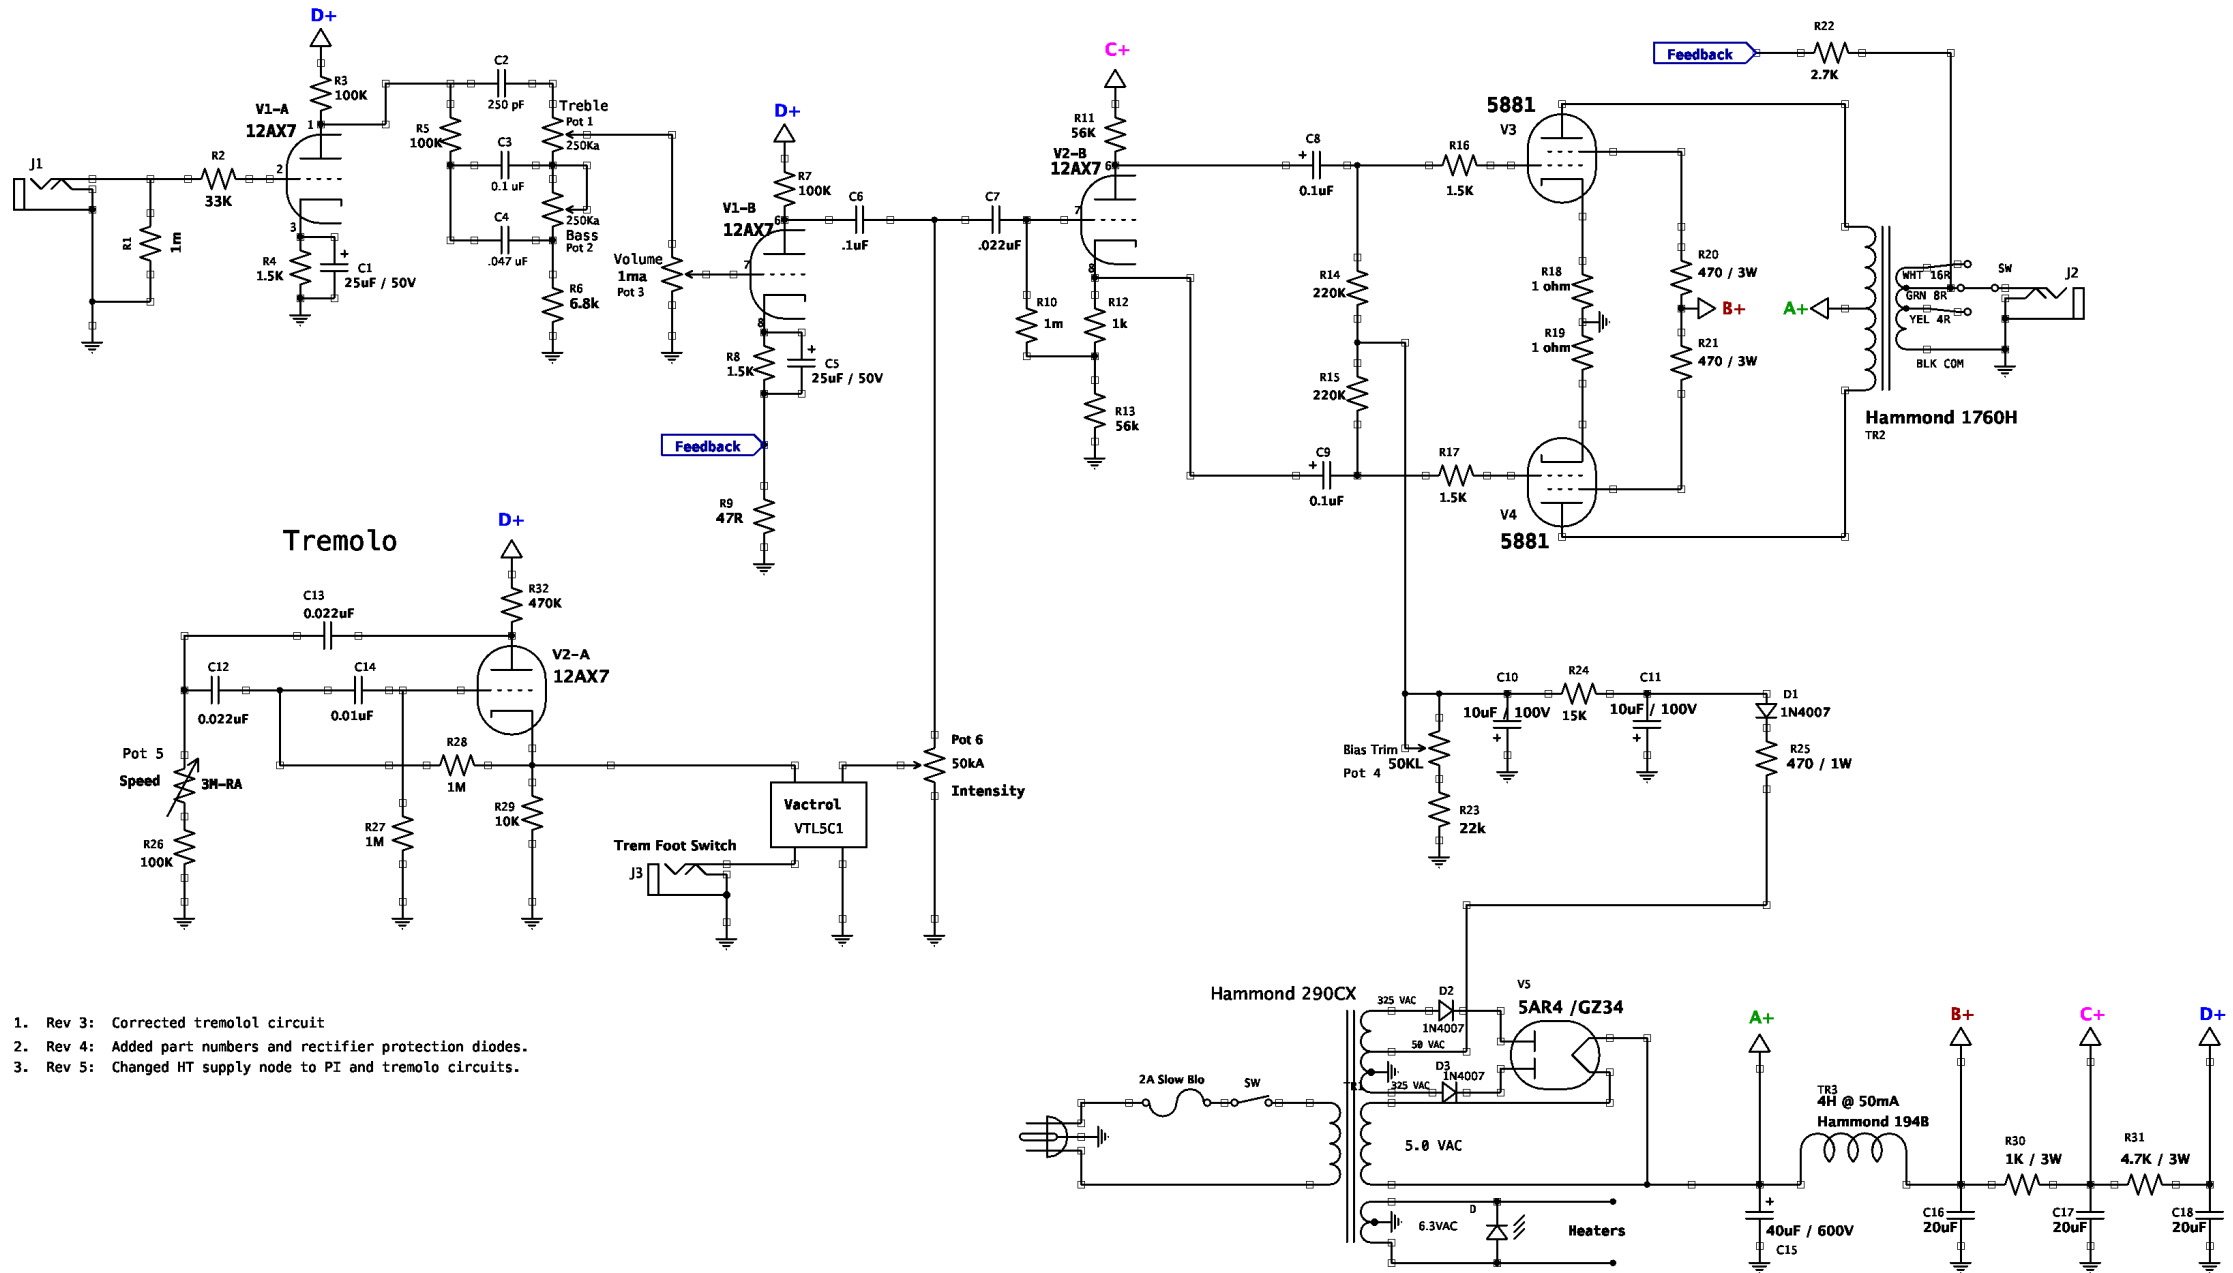 D+
R3
100K
V1-A
12AX7
1
2
3
J1
R2
33K
R1
1m
R4
1.5K
C1
25uF / 50V
+
C2
250 pF
R5
100K
C3
0.1 uF
C4
.047 uF
Treble
Pot 1
250Ka
250Ka
Bass
Pot 2
R6
6.8k
Volume
1ma
Pot 3
D+
R7
100K
V1-B
12AX7
6
7
8
R8
1.5K
+
C5
25uF / 50V
Feedback
R9
47R
C6
.1uF
C7
.022uF
C+
R11
56K
V2-B
12AX7
6
7
8
R10
1m
R12
1k
R13
56k
C8
+
0.1uF
R14
220K
R15
220K
C9
+
0.1uF
R16
1.5K
R17
1.5K
5881
V3
V4
5881
R18
1 ohm
R19
1 ohm
R20
470 / 3W
B+
R21
470 / 3W
A+
Feedback
R22
2.7K
WHT 16R
GRN 8R
YEL 4R
BLK COM
SW
J2
Hammond 1760H
TR2
Tremolo
D+
R32
470K
C13
0.022uF
V2-A
12AX7
C12
0.022uF
C14
0.01uF
Pot 5
Speed
3M-RA
R26
100K
R27
1M
R28
1M
R29
10K
Vactrol
VTL5C1
Trem Foot Switch
J3
Pot 6
50kA
Intensity
C10
10uF / 100V
+
R24
15K
C11
10uF / 100V
+
D1
1N4007
R25
470 / 1W
Bias Trim
50KL
Pot 4
R23
22k
1. Rev 3: Corrected tremolol circuit
2. Rev 4: Added part numbers and rectifier protection diodes.
3. Rev 5: Changed HT supply node to PI and tremolo circuits.
Hammond 290CX
325 VAC
D2
1N4007
50 VAC
D3
1N4007
325 VAC
TR1
V5
5AR4 /GZ34
2A Slow Blo
SW
5.0 VAC
6.3VAC
D
Heaters
A+
TR3
4H @ 50mA
Hammond 194B
+
40uF / 600V
C15
B+
C16
20uF
R30
1K / 3W
C+
C17
20uF
R31
4.7K / 3W
D+
C18
20uF